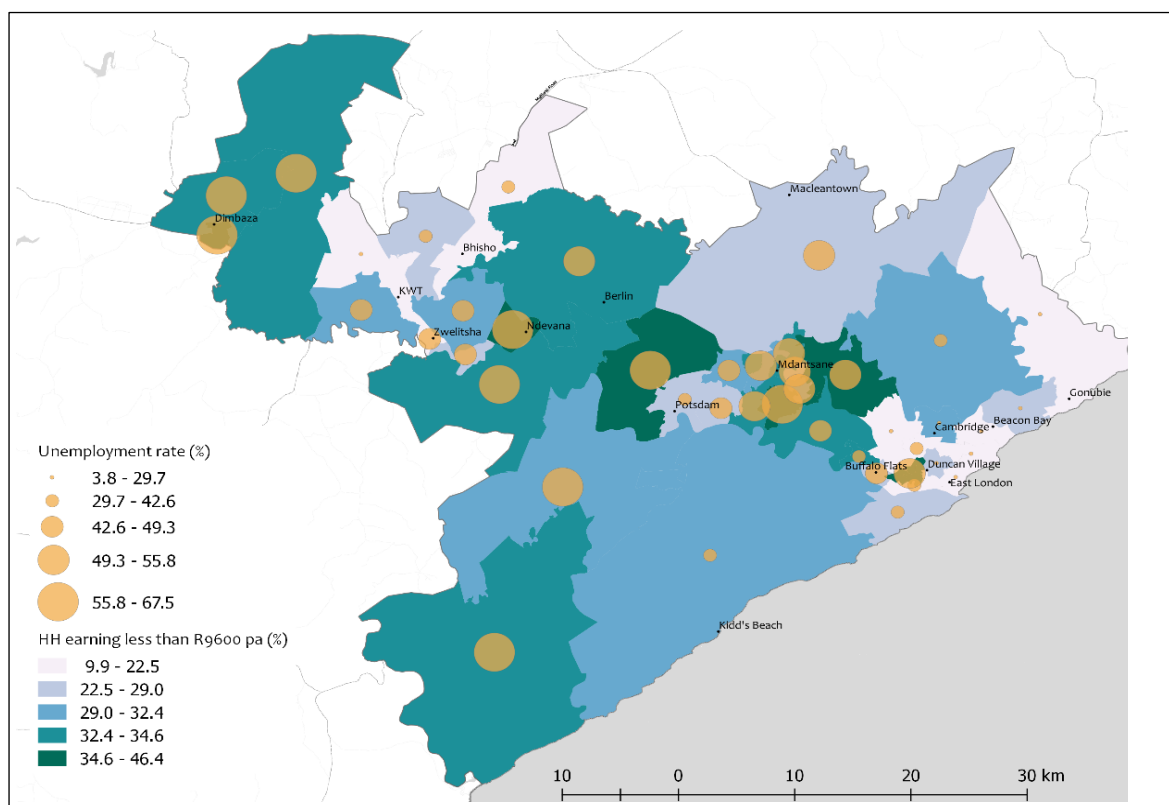 Macleantown
Dimbaza
Bhisho
KWT
Berlin
Zwelitsha
Ndevana
Mdantsane
Gonubie
Potsdam
Beacon Bay
Cambridge
Buffalo Flats
Duncan Village
East London
Kidd's Beach
Unemployment rate (%)
3.8 - 29.7
29.7 - 42.6
42.6 - 49.3
49.3 - 55.8
55.8 - 67.5
HH earning less than R9600 pa (%)
9.9 - 22.5
22.5 - 29.0
29.0 - 32.4
32.4 - 34.6
34.6 - 46.4
10 0 10 20 30 km